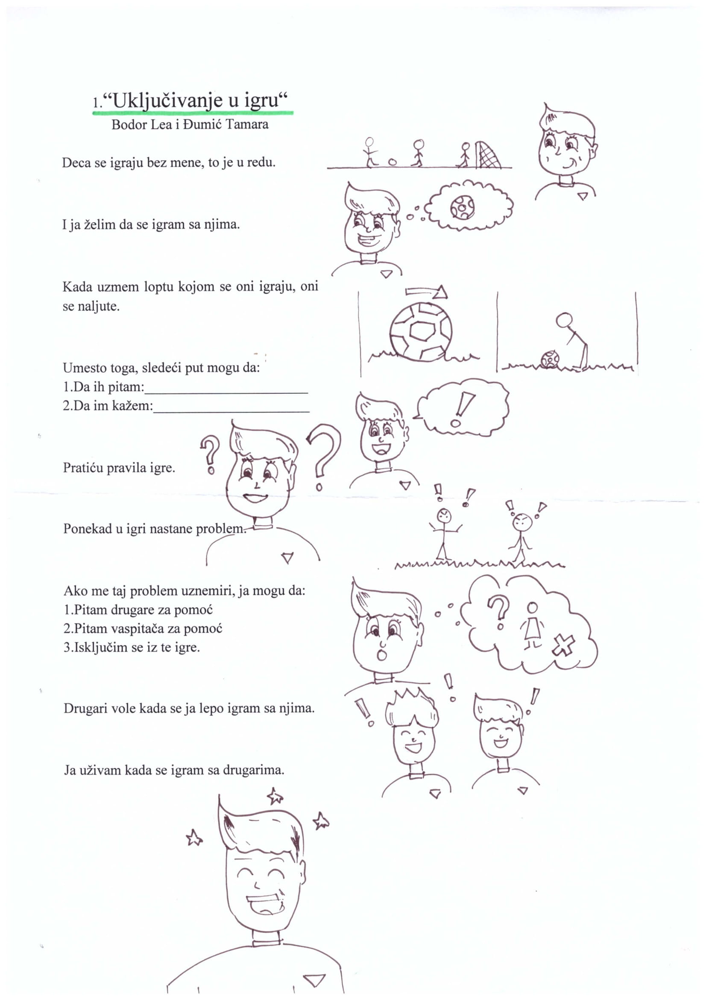 1.“Uključivanje u igru“
Bodor Lea i Đumić Tamara
Deca se igraju bez mene, to je u redu.
I ja želim da se igram sa njima.
Kada uzmem loptu kojom se oni igraju, oni
se naljute.
Umesto toga, sledeći put mogu da:
1.Da ih pitam:
2.Da im kažem:
Pratiću pravila igre.
Ponekad u igri nastane problem.
Ako me taj problem uznemiri, ja mogu da:
1.Pitam drugare za pomoć
2.Pitam vaspitača za pomoć
3.Isključim se iz te igre.
Drugari vole kada se ja lepo igram sa njima.
Ja uživam kada se igram sa drugarima.